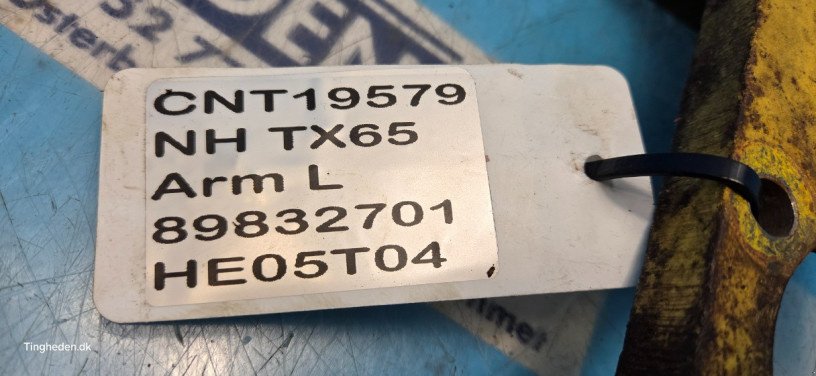 CNT19579
NH TX65
Arm L
89832701
HE05T04
Tingheden.dk